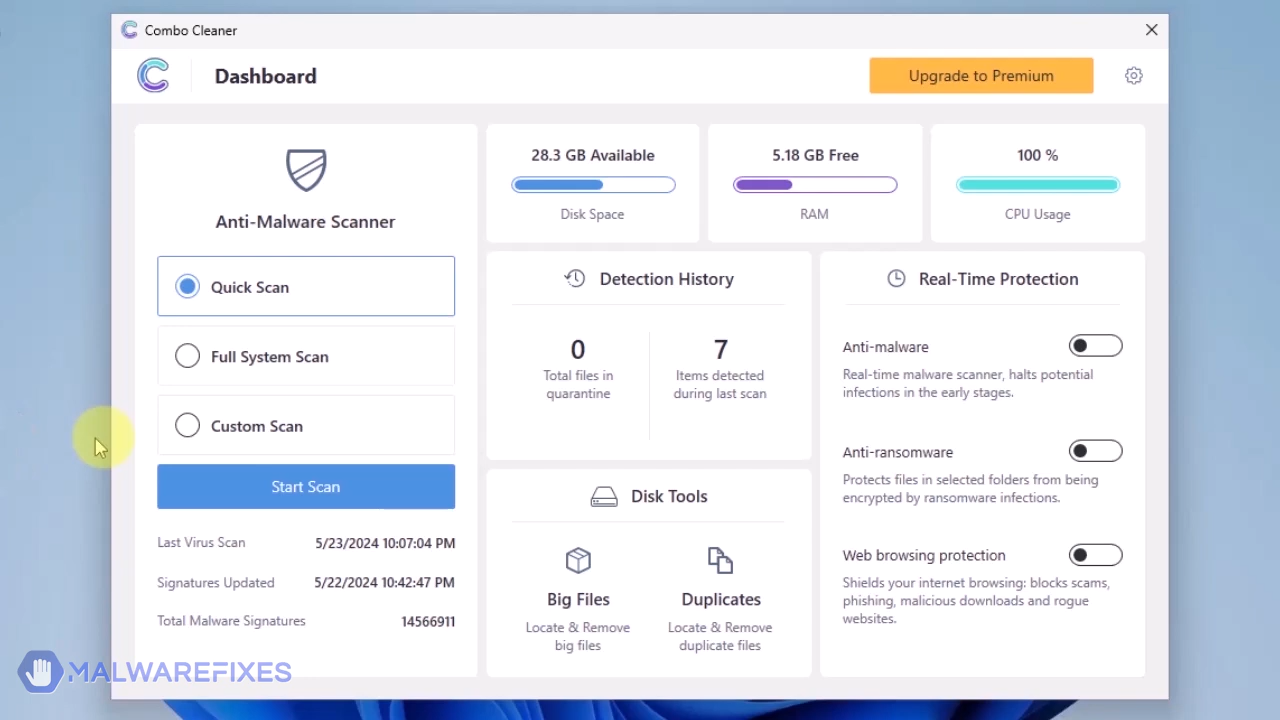 Combo Cleaner
Dashboard
Upgrade to Premium
Anti-Malware Scanner
Quick Scan
Full System Scan
Custom Scan
Start Scan
Last Virus Scan 5/23/2024 10:07:04 PM
Signatures Updated 5/22/2024 10:42:47 PM
Total Malware Signatures 14566911
28.3 GB Available
Disk Space
5.18 GB Free
RAM
100 %
CPU Usage
Detection History
0
Total files in
quarantine
7
Items detected
during last scan
Disk Tools
Big Files
Locate & Remove
big files
Duplicates
Locate & Remove
duplicate files
Real-Time Protection
Anti-malware
Real-time malware scanner, halts potential
infections in the early stages.
Anti-ransomware
Protects files in selected folders from being
encrypted by ransomware infections.
Web browsing protection
Shields your internet browsing: blocks scams,
phishing, malicious downloads and rogue
websites.
MALWAREFIXES